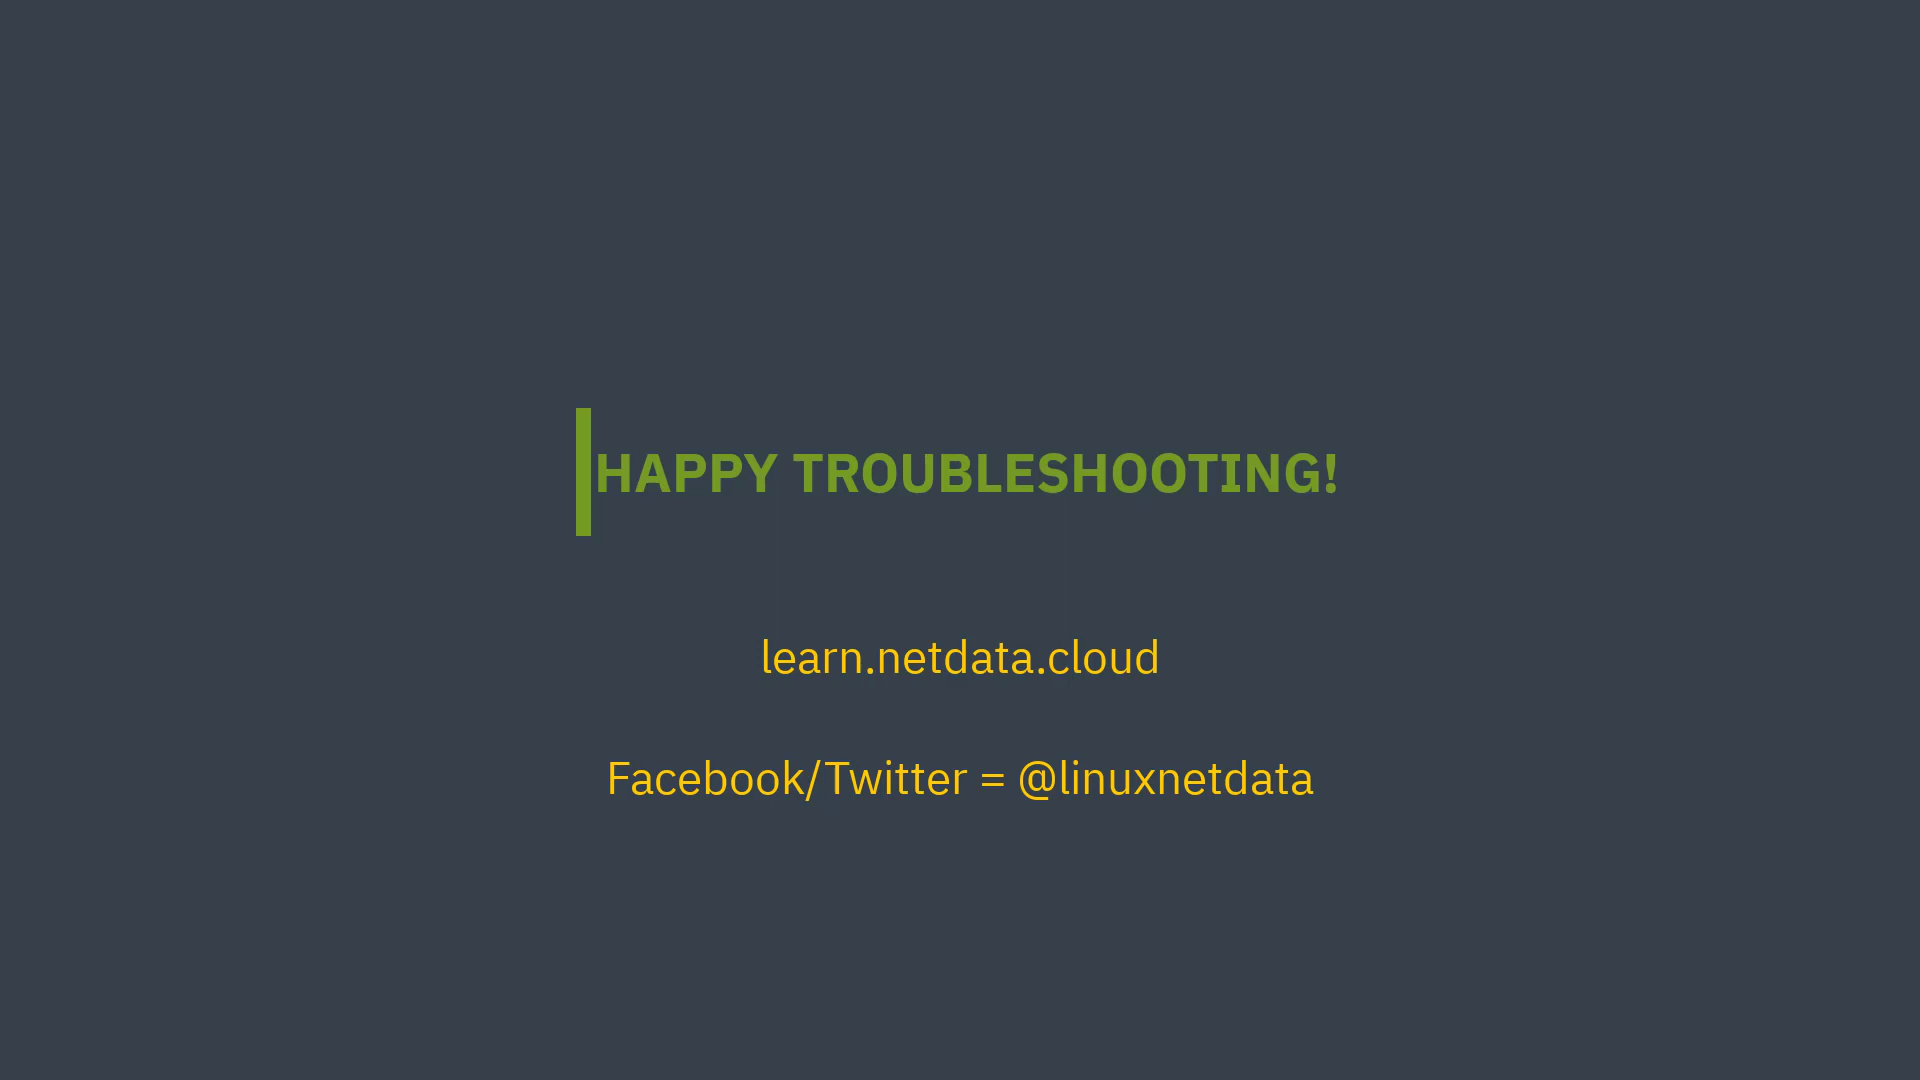 HAPPY TROUBLESHOOTING!
learn.netdata.cloud
Facebook/Twitter = @linuxnetdata